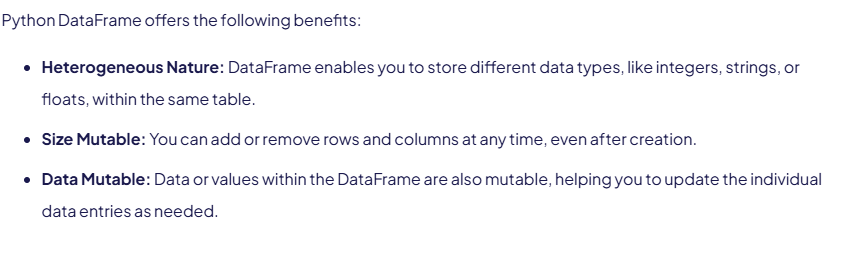 Python DataFrame offers the following benefits:
• Heterogeneous Nature: DataFrame enables you to store different data types, like integers, strings, or
floats, within the same table.
• Size Mutable: You can add or remove rows and columns at any time, even after creation.
• Data Mutable: Data or values within the DataFrame are also mutable, helping you to update the individual
data entries as needed.